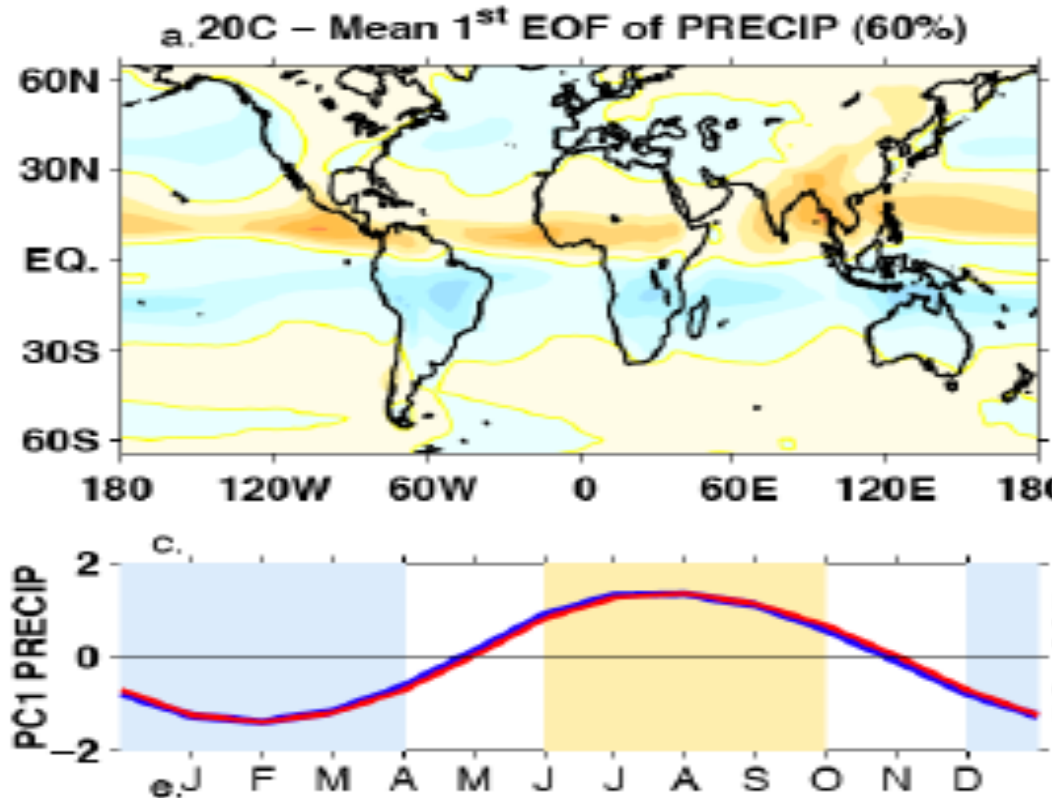 a. 20C – Mean 1st EOF of PRECIP (60%)
60N
30N
EQ.
30S
60S
180 120W 60W 0 60E 120E 180
c.
2
0
−2
PC1 PRECIP
J F M A M J J A S O N D
e.